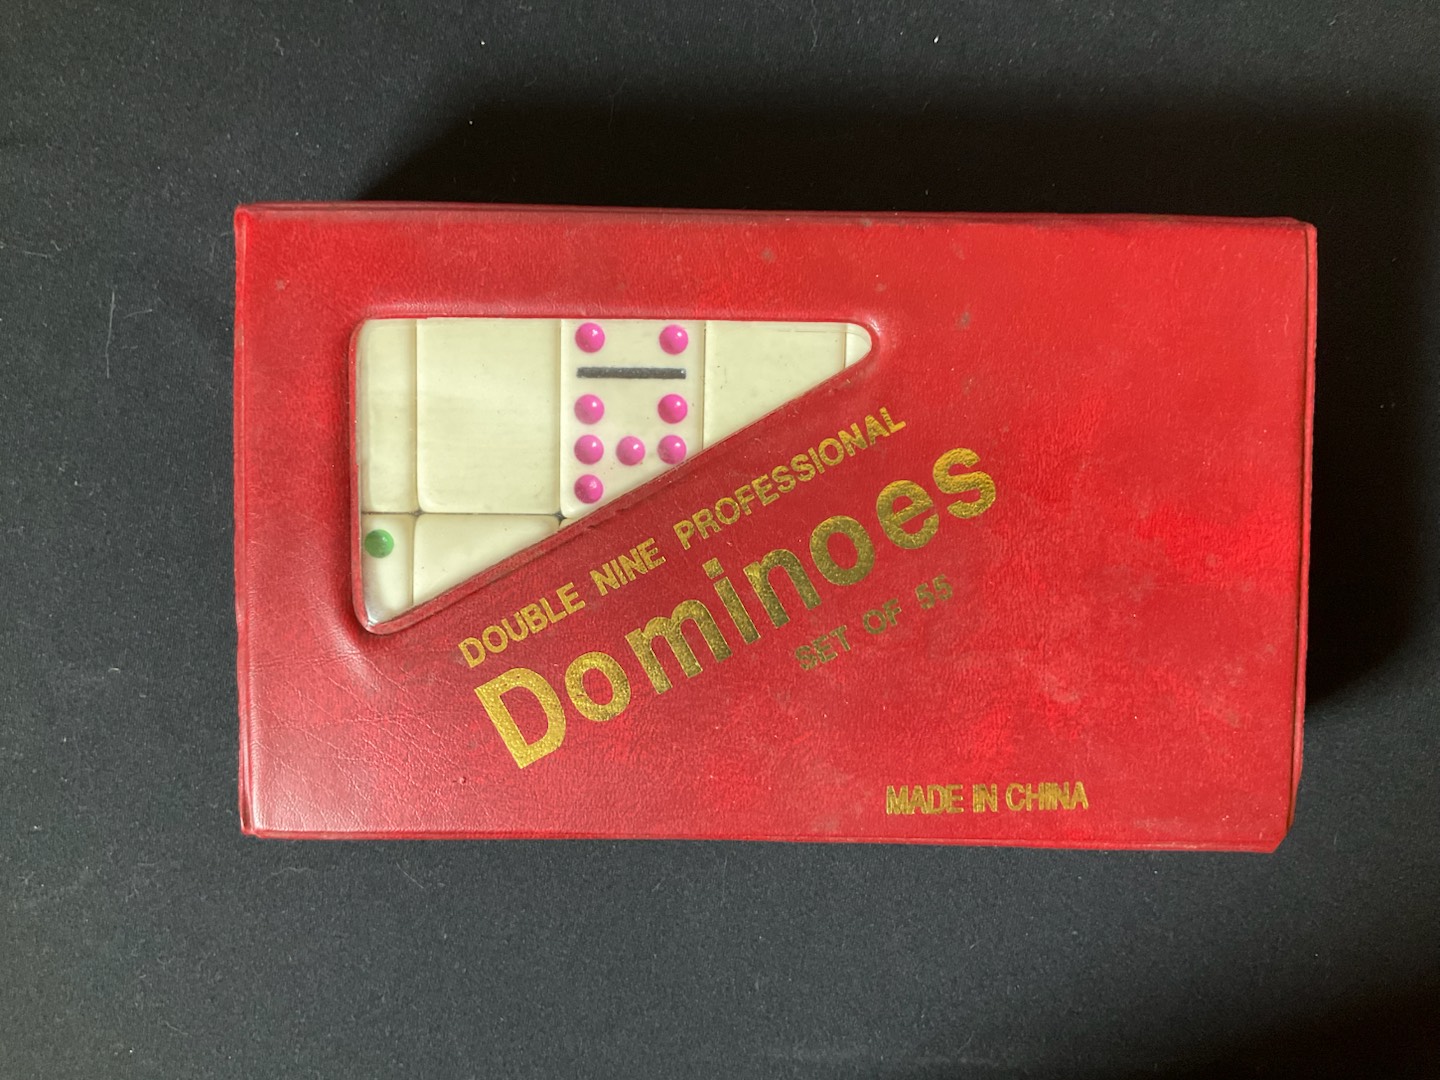 DOUBLE NINE PROFESSIONAL
Dominoes
SET OF 55
MADE IN CHINA